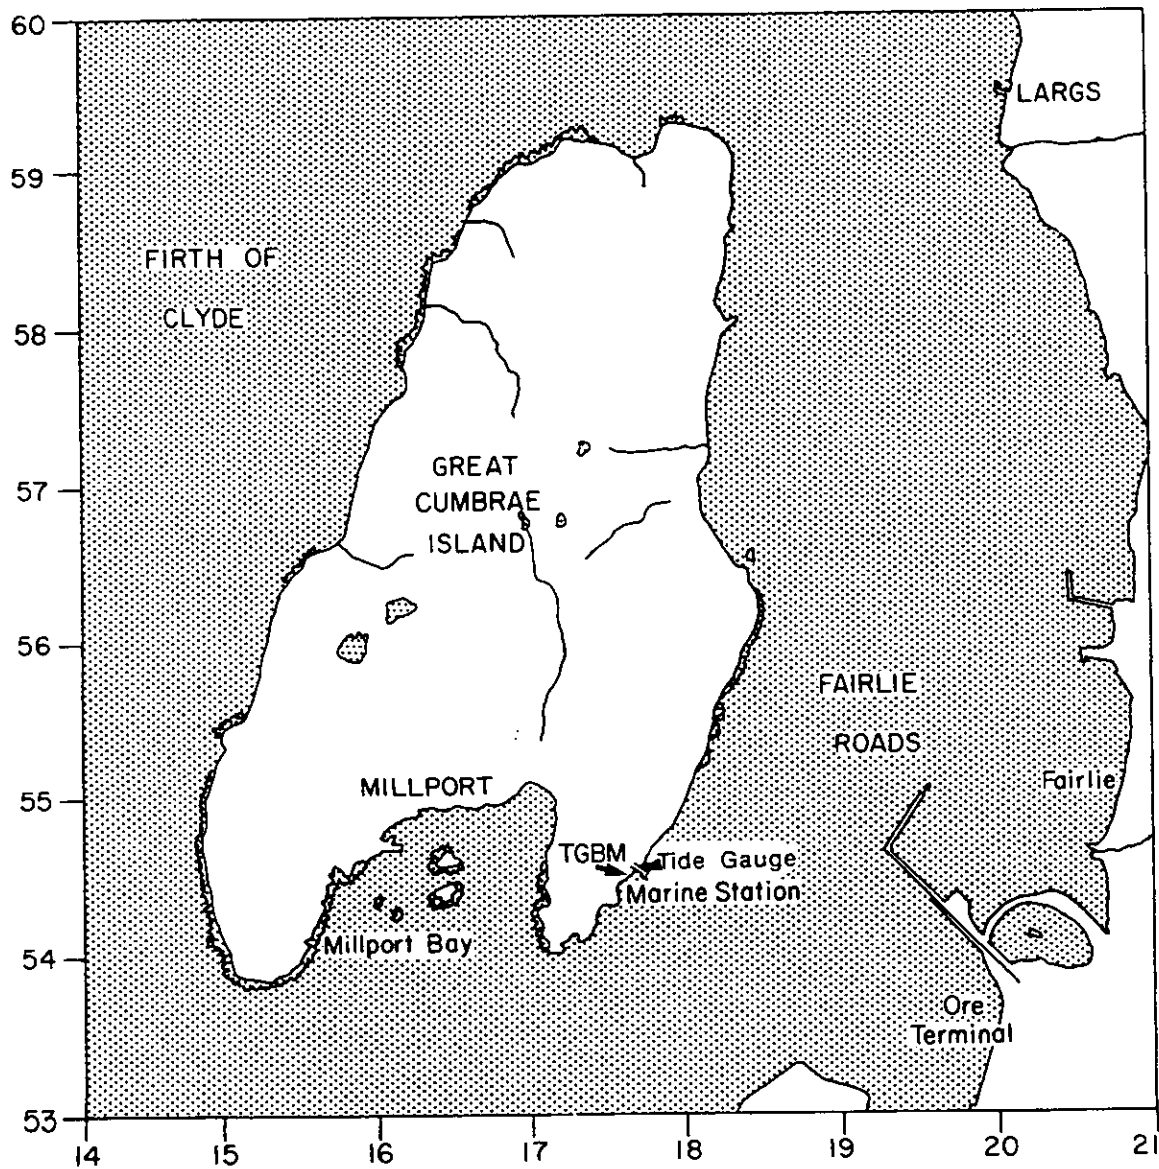 60
LARGS
59
FIRTH OF
CLYDE
58
GREAT
CUMBRAE
ISLAND
57
56
FAIRLIE
ROADS
MILLPORT
Fairlie
55
TGBM
Tide Gauge
Marine Station
Millport Bay
54
Ore
Terminal
53
14 15 16 17 18 19 20 21